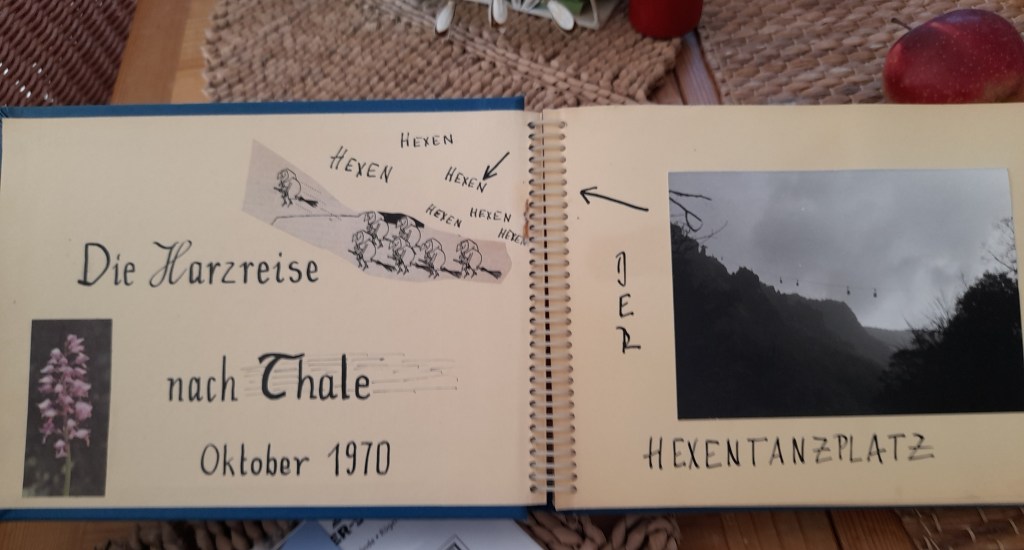 HEXEN
HEXEN
HEXEN
HEXEN
HEXEN
HEXEN
Die Harzreise
nach Thale
Oktober 1970
DER
HEXENTANZPLATZ